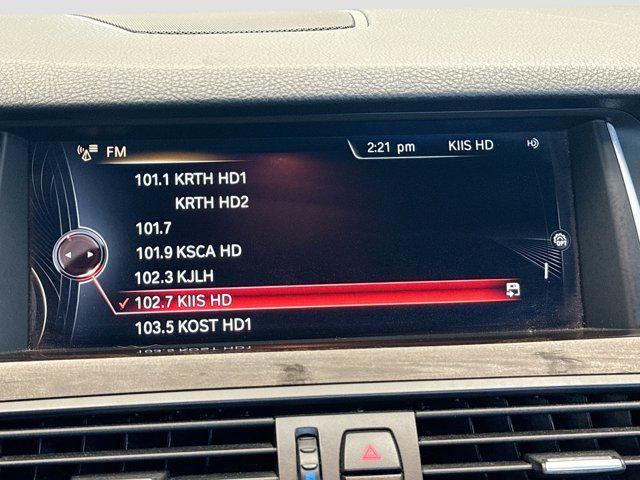 FM
2:21 pm KIIS HD
101.1 KRTH HD1
KRTH HD2
101.7
101.9 KSCA HD
102.3 KJLH
102.7 KIIS HD
103.5 KOST HD1